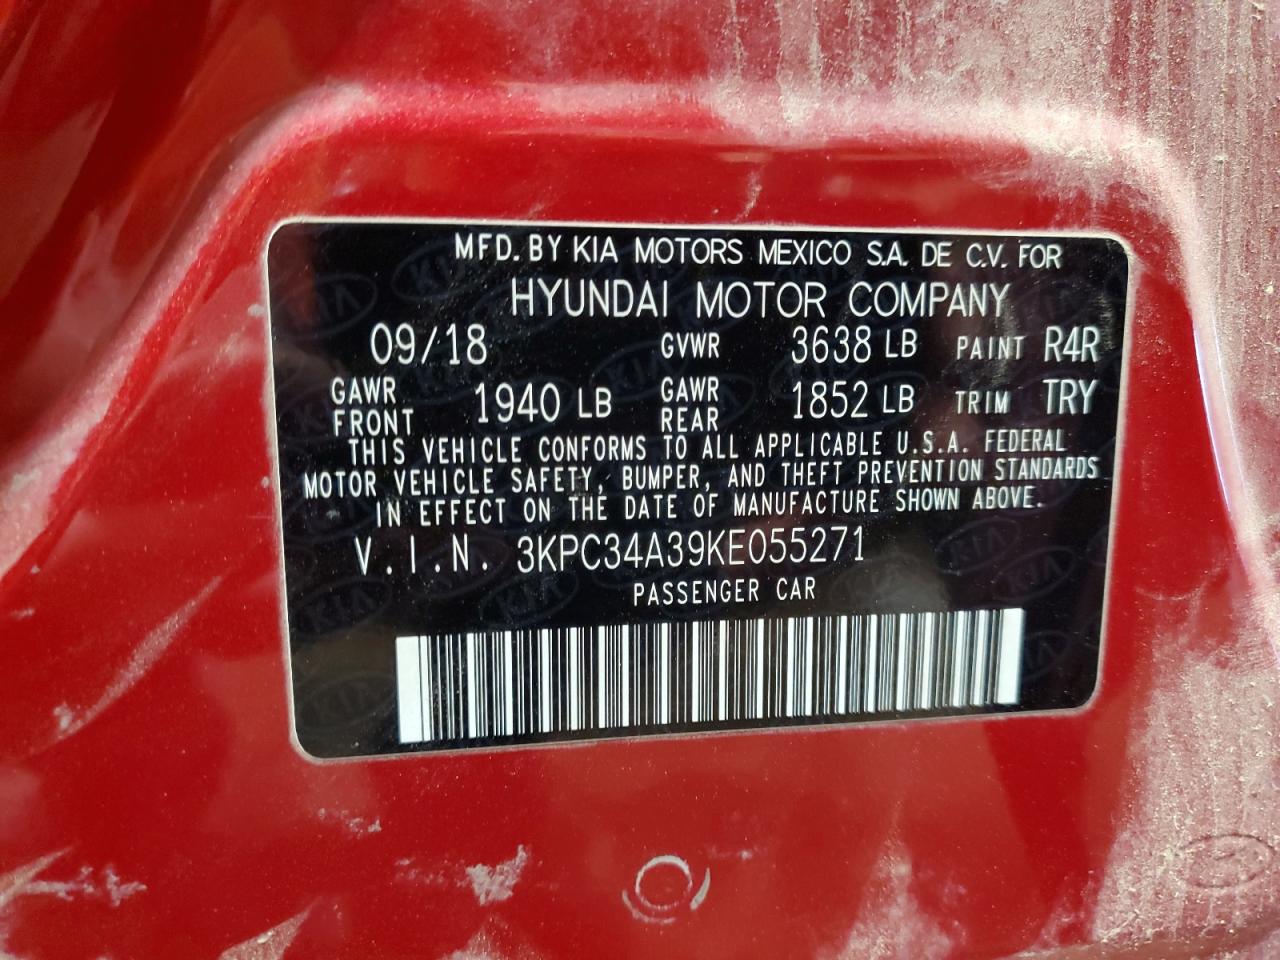 MFD. BY KIA MOTORS MEXICO S.A. DE C.V. FOR
HYUNDAI MOTOR COMPANY
09/18 GVWR 3638 LB PAINT R4R
GAWR FRONT 1940 LB GAWR REAR 1852 LB TRIM TRY
THIS VEHICLE CONFORMS TO ALL APPLICABLE U.S.A. FEDERAL
MOTOR VEHICLE SAFETY, BUMPER, AND THEFT PREVENTION STANDARDS
IN EFFECT ON THE DATE OF MANUFACTURE SHOWN ABOVE.
V.I.N. 3KPC34A39KE055271
PASSENGER CAR